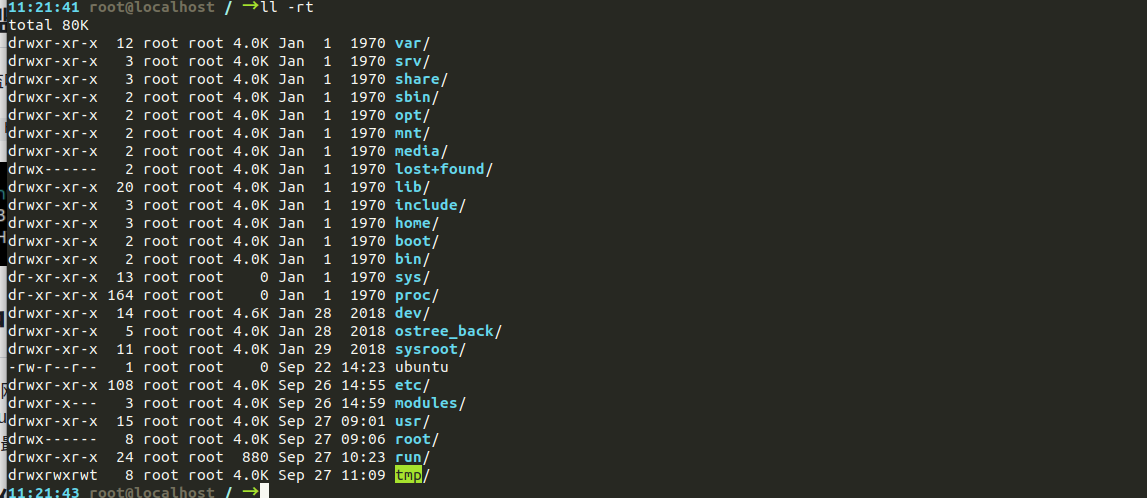 11:21:41 root@localhost / →ll -rt
total 80K
drwxr-xr-x  12 root root 4.0K Jan  1  1970 var/
drwxr-xr-x   3 root root 4.0K Jan  1  1970 srv/
drwxr-xr-x   3 root root 4.0K Jan  1  1970 share/
drwxr-xr-x   2 root root 4.0K Jan  1  1970 sbin/
drwxr-xr-x   2 root root 4.0K Jan  1  1970 opt/
drwxr-xr-x   2 root root 4.0K Jan  1  1970 mnt/
drwxr-xr-x   2 root root 4.0K Jan  1  1970 media/
drwx------   2 root root 4.0K Jan  1  1970 lost+found/
drwxr-xr-x  20 root root 4.0K Jan  1  1970 lib/
drwxr-xr-x   3 root root 4.0K Jan  1  1970 include/
drwxr-xr-x   3 root root 4.0K Jan  1  1970 home/
drwxr-xr-x   2 root root 4.0K Jan  1  1970 boot/
drwxr-xr-x   2 root root 4.0K Jan  1  1970 bin/
dr-xr-xr-x  13 root root    0 Jan  1  1970 sys/
dr-xr-xr-x 164 root root    0 Jan  1  1970 proc/
drwxr-xr-x  14 root root 4.6K Jan 28  2018 dev/
drwxr-xr-x   5 root root 4.0K Jan 28  2018 ostree_back/
drwxr-xr-x  11 root root 4.0K Jan 29  2018 sysroot/
-rw-r--r--   1 root root    0 Sep 22 14:23 ubuntu
drwxr-xr-x 108 root root 4.0K Sep 26 14:55 etc/
drwxr-x---   3 root root 4.0K Sep 26 14:59 modules/
drwxr-xr-x  15 root root 4.0K Sep 27 09:01 usr/
drwx------   8 root root 4.0K Sep 27 09:06 root/
drwxr-xr-x  24 root root  880 Sep 27 10:23 run/
drwxrwxrwt   8 root root 4.0K Sep 27 11:09 tmp/
11:21:43 root@localhost / →